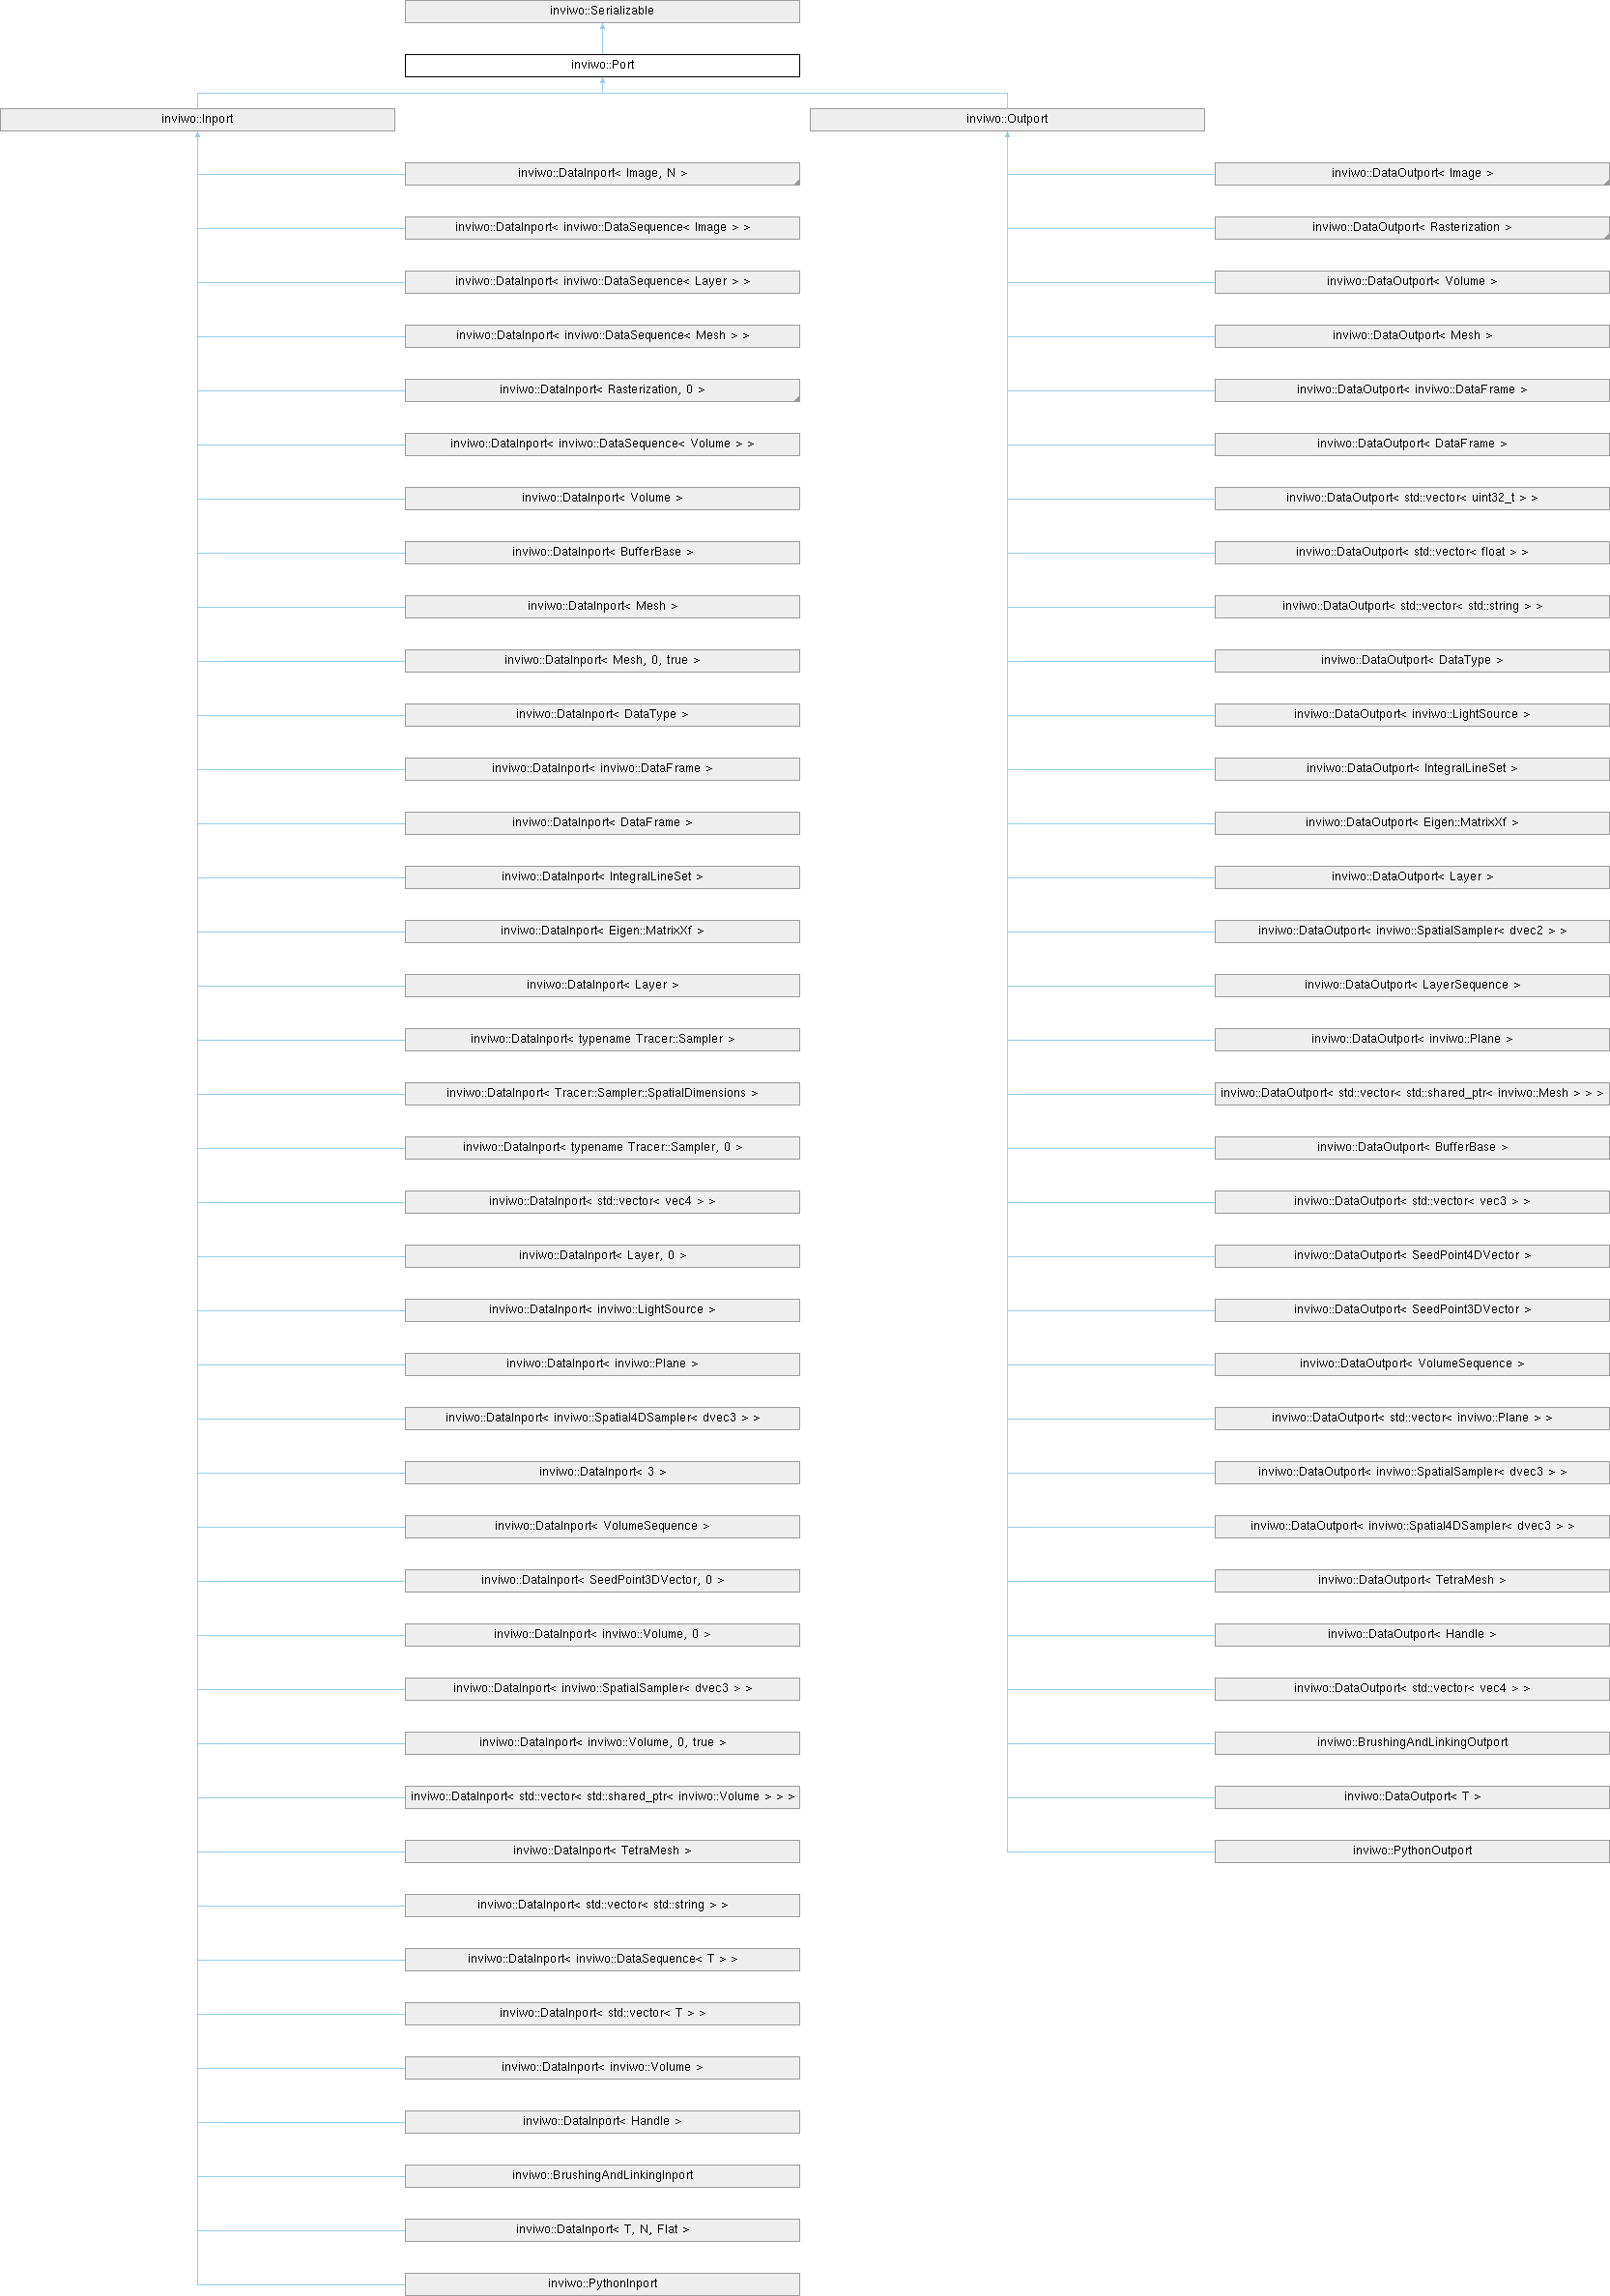 inviwo::Serializable
inviwo::Port
inviwo::Inport
inviwo::Outport
inviwo::DataInport< Image, N >
inviwo::DataInport< inviwo::DataSequence< Image > >
inviwo::DataInport< inviwo::DataSequence< Layer > >
inviwo::DataInport< inviwo::DataSequence< Mesh > >
inviwo::DataInport< Rasterization, 0 >
inviwo::DataInport< inviwo::DataSequence< Volume > >
inviwo::DataInport< Volume >
inviwo::DataInport< BufferBase >
inviwo::DataInport< Mesh >
inviwo::DataInport< Mesh, 0, true >
inviwo::DataInport< DataType >
inviwo::DataInport< inviwo::DataFrame >
inviwo::DataInport< DataFrame >
inviwo::DataInport< IntegralLineSet >
inviwo::DataInport< Eigen::MatrixXf >
inviwo::DataInport< Layer >
inviwo::DataInport< typename Tracer::Sampler >
inviwo::DataInport< Tracer::Sampler::SpatialDimensions >
inviwo::DataInport< typename Tracer::Sampler, 0 >
inviwo::DataInport< std::vector< vec4 > >
inviwo::DataInport< Layer, 0 >
inviwo::DataInport< inviwo::LightSource >
inviwo::DataInport< inviwo::Plane >
inviwo::DataInport< inviwo::Spatial4DSampler< dvec3 > >
inviwo::DataInport< 3 >
inviwo::DataInport< VolumeSequence >
inviwo::DataInport< SeedPoint3DVector, 0 >
inviwo::DataInport< inviwo::Volume, 0 >
inviwo::DataInport< inviwo::SpatialSampler< dvec3 > >
inviwo::DataInport< inviwo::Volume, 0, true >
inviwo::DataInport< std::vector< std::shared_ptr< inviwo::Volume > > >
inviwo::DataInport< TetraMesh >
inviwo::DataInport< std::vector< std::string > >
inviwo::DataInport< inviwo::DataSequence< T > >
inviwo::DataInport< std::vector< T > >
inviwo::DataInport< inviwo::Volume >
inviwo::DataInport< Handle >
inviwo::BrushingAndLinkingInport
inviwo::DataInport< T, N, Flat >
inviwo::PythonInport
inviwo::DataOutport< Image >
inviwo::DataOutport< Rasterization >
inviwo::DataOutport< Volume >
inviwo::DataOutport< Mesh >
inviwo::DataOutport< inviwo::DataFrame >
inviwo::DataOutport< DataFrame >
inviwo::DataOutport< std::vector< uint32_t > >
inviwo::DataOutport< std::vector< float > >
inviwo::DataOutport< std::vector< std::string > >
inviwo::DataOutport< DataType >
inviwo::DataOutport< inviwo::LightSource >
inviwo::DataOutport< IntegralLineSet >
inviwo::DataOutport< Eigen::MatrixXf >
inviwo::DataOutport< Layer >
inviwo::DataOutport< inviwo::SpatialSampler< dvec2 > >
inviwo::DataOutport< LayerSequence >
inviwo::DataOutport< inviwo::Plane >
inviwo::DataOutport< std::vector< std::shared_ptr< inviwo::Mesh > > >
inviwo::DataOutport< BufferBase >
inviwo::DataOutport< std::vector< vec3 > >
inviwo::DataOutport< SeedPoint4DVector >
inviwo::DataOutport< SeedPoint3DVector >
inviwo::DataOutport< VolumeSequence >
inviwo::DataOutport< std::vector< inviwo::Plane > >
inviwo::DataOutport< inviwo::SpatialSampler< dvec3 > >
inviwo::DataOutport< inviwo::Spatial4DSampler< dvec3 > >
inviwo::DataOutport< TetraMesh >
inviwo::DataOutport< Handle >
inviwo::DataOutport< std::vector< vec4 > >
inviwo::BrushingAndLinkingOutport
inviwo::DataOutport< T >
inviwo::PythonOutport